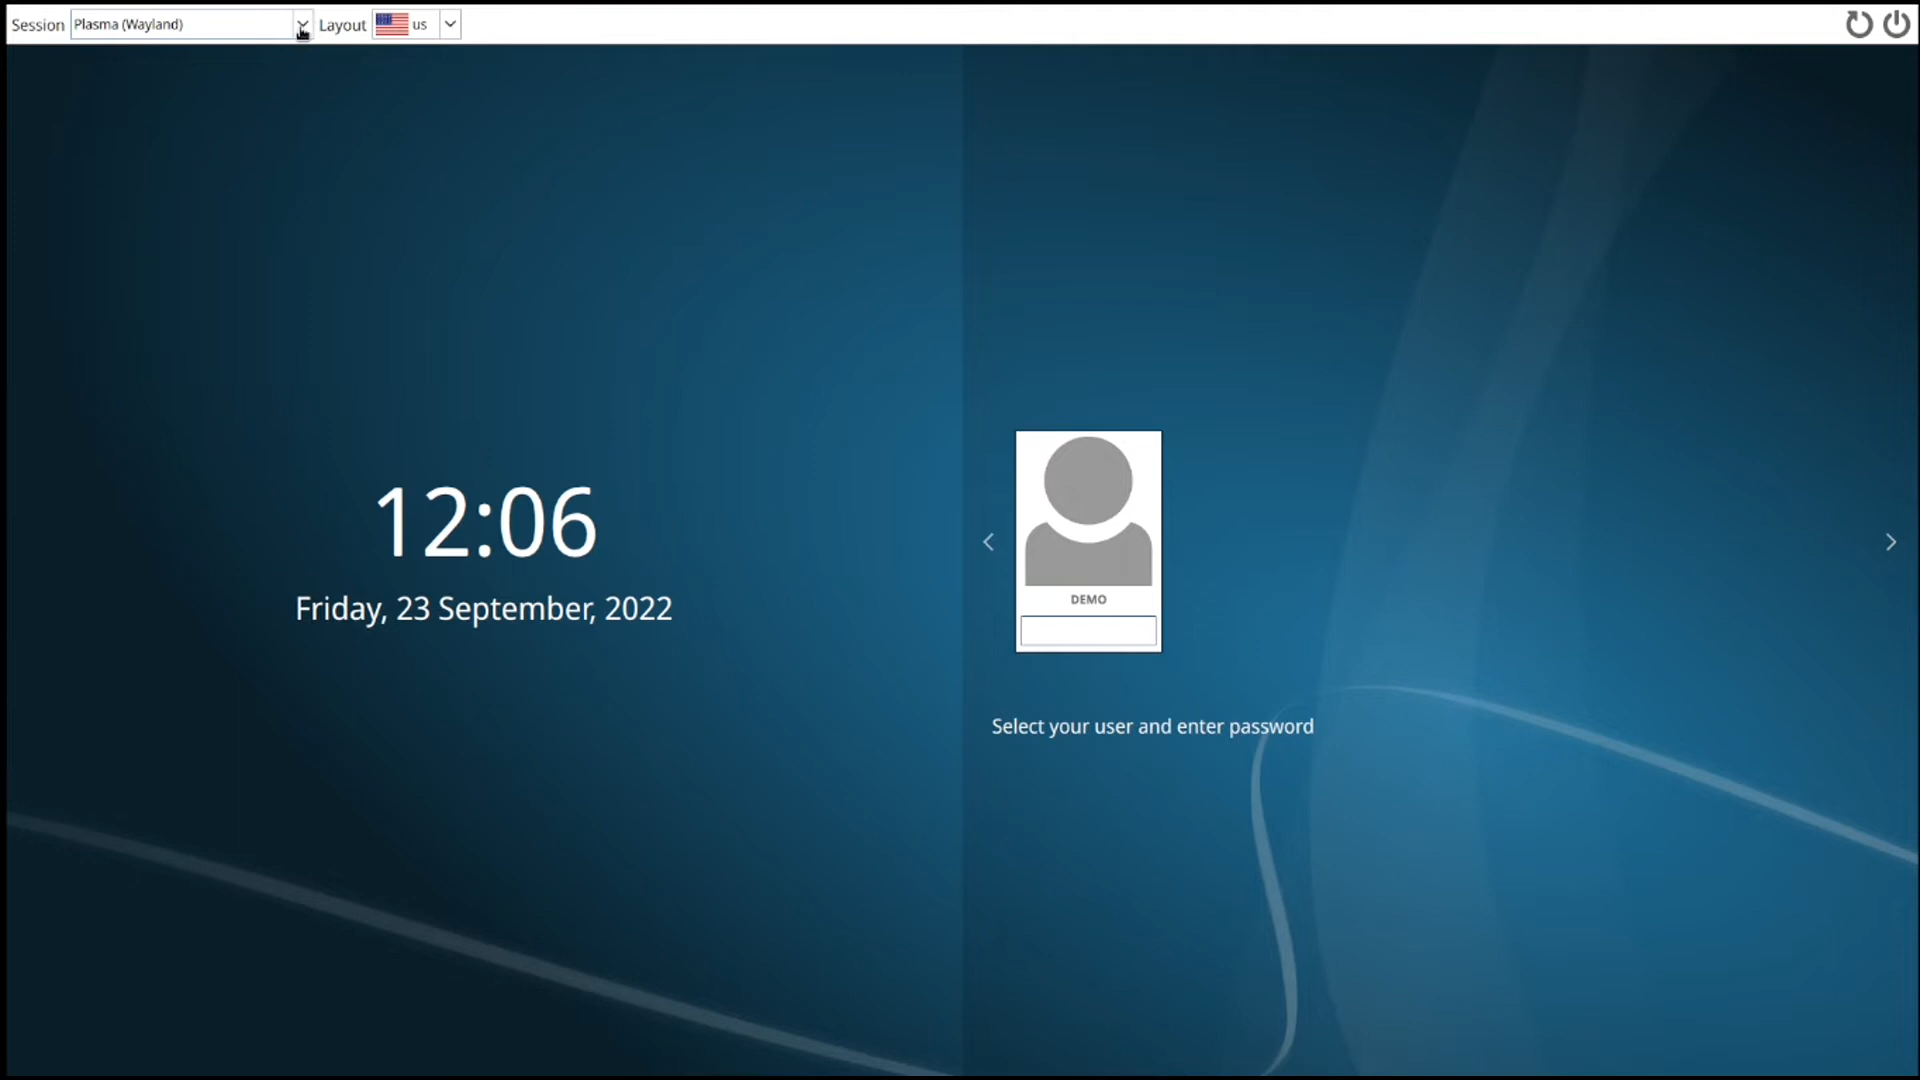 Session Plasma (Wayland) Layout us
12:06
Friday, 23 September, 2022
DEMO
Select your user and enter password